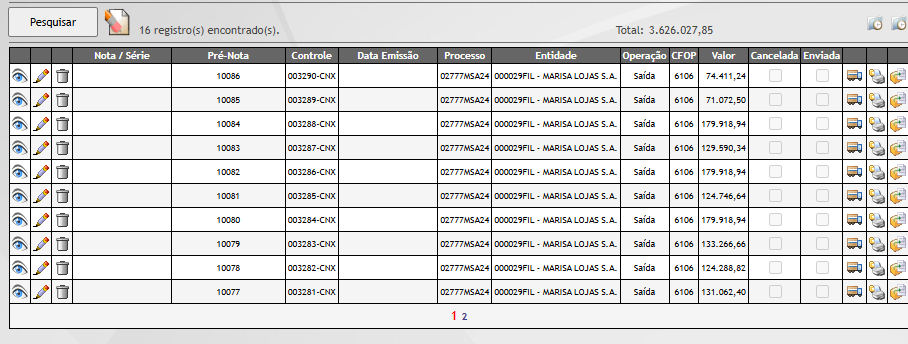 Pesquisar
16 registro(s) encontrado(s).
Total: 3.626.027,85
Nota / Série Pré-Nota Controle Data Emissão Processo Entidade Operação CFOP Valor Cancelada Enviada
10086 003290-CNX 02777MSA24 000029FIL - MARISA LOJAS S.A. Saída 6106 74.411,24
10085 003289-CNX 02777MSA24 000029FIL - MARISA LOJAS S.A. Saída 6106 71.072,50
10084 003288-CNX 02777MSA24 000029FIL - MARISA LOJAS S.A. Saída 6106 179.918,94
10083 003287-CNX 02777MSA24 000029FIL - MARISA LOJAS S.A. Saída 6106 129.590,34
10082 003286-CNX 02777MSA24 000029FIL - MARISA LOJAS S.A. Saída 6106 179.918,94
10081 003285-CNX 02777MSA24 000029FIL - MARISA LOJAS S.A. Saída 6106 124.746,64
10080 003284-CNX 02777MSA24 000029FIL - MARISA LOJAS S.A. Saída 6106 179.918,94
10079 003283-CNX 02777MSA24 000029FIL - MARISA LOJAS S.A. Saída 6106 133.266,66
10078 003282-CNX 02777MSA24 000029FIL - MARISA LOJAS S.A. Saída 6106 124.288,82
10077 003281-CNX 02777MSA24 000029FIL - MARISA LOJAS S.A. Saída 6106 131.062,40
1 2